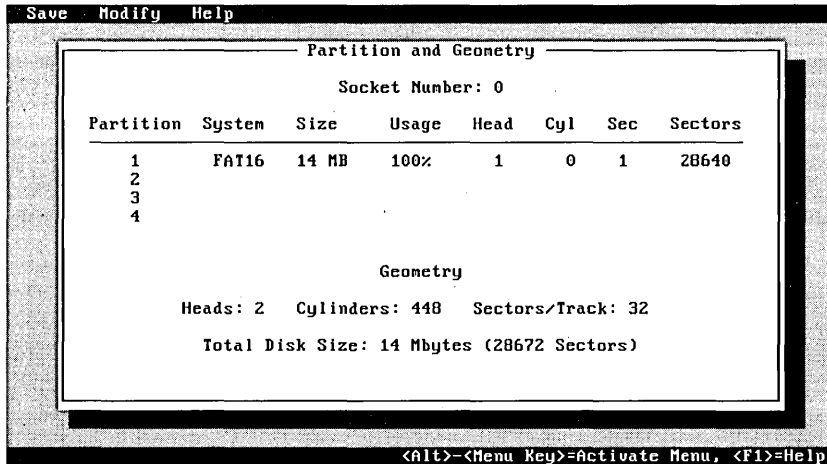 Save Modify Help
Partition and Geometry
Socket Number: 0
Partition System Size Usage Head Cyl Sec Sectors
1 FAT16 14 MB 100% 1 0 1 28640
2
3
4
Geometry
Heads: 2 Cylinders: 448 Sectors/Track: 32
Total Disk Size: 14 Mbytes (28672 Sectors)
<Alt>-<Menu Key>=Activate Menu, <F1>=Help